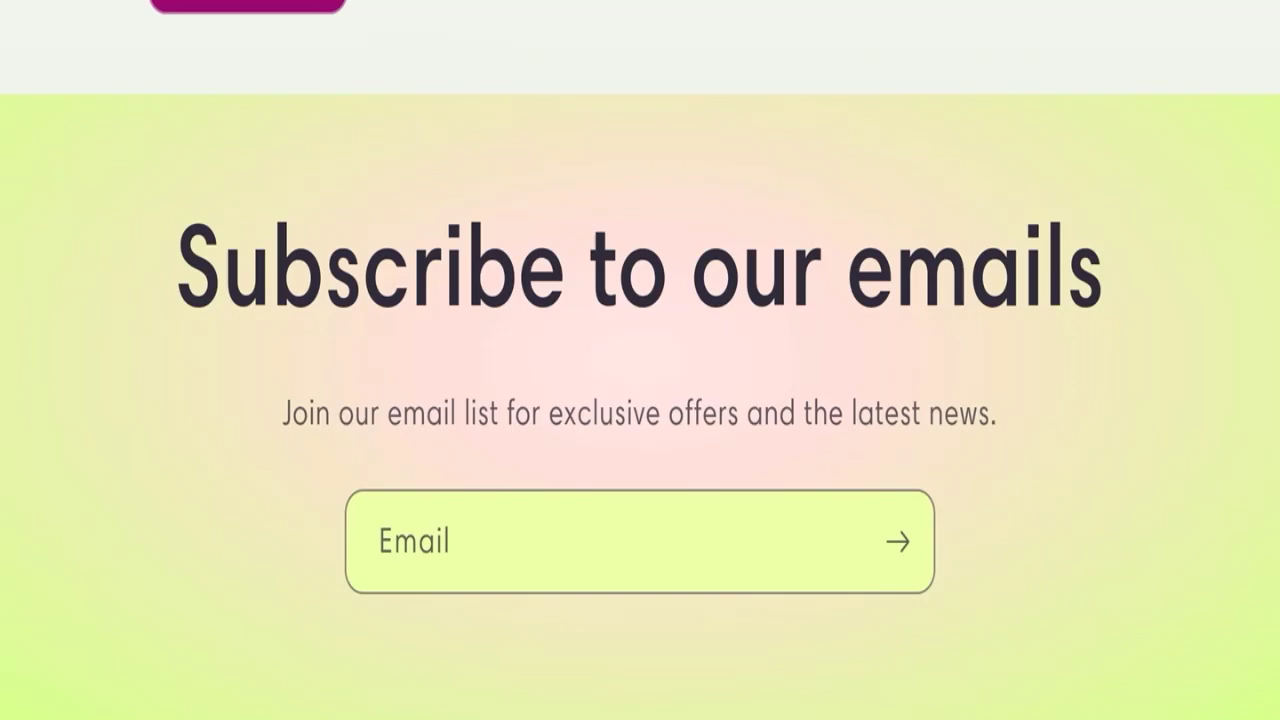 Subscribe to our emails
Join our email list for exclusive offers and the latest news.
Email